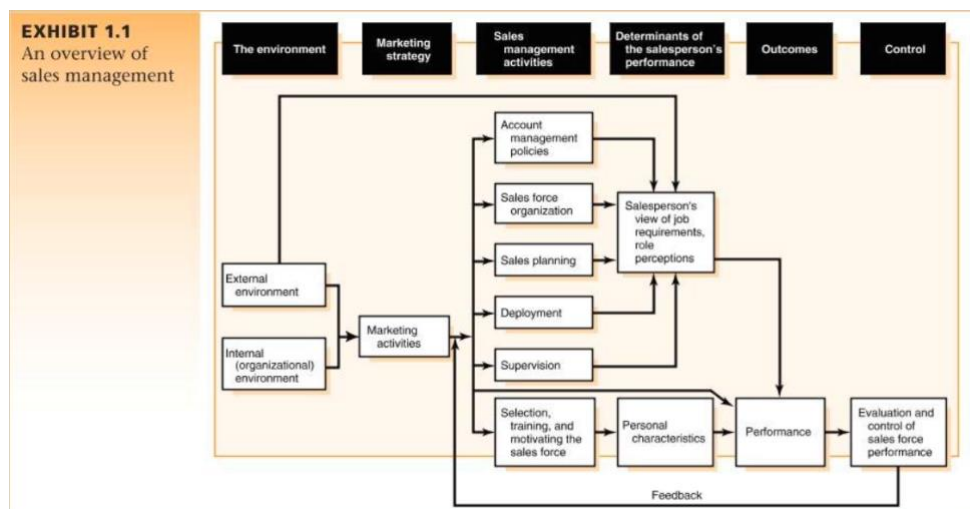 EXHIBIT 1.1
An overview of
sales management
The environment
Marketing
strategy
Sales
management
activities
Determinants of
the salesperson's
performance
Outcomes
Control
Account
management
policies
Sales force
organization
Sales planning
Deployment
Supervision
Selection,
training, and
motivating the
sales force
External
environment
Internal
(organizational)
environment
Marketing
activities
Salesperson's
view of job
requirements,
role
perceptions
Personal
characteristics
Performance
Evaluation and
control of
sales force
performance
Feedback